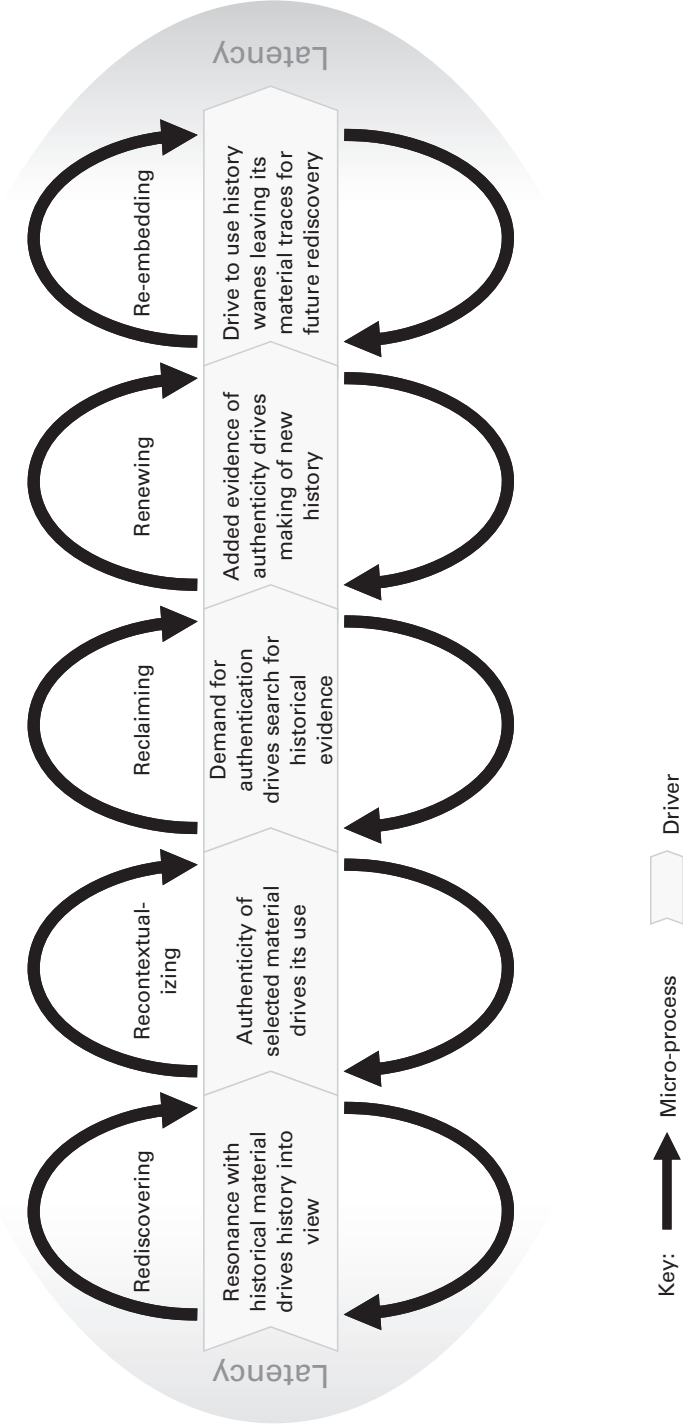 Latency
Rediscovering
Resonance with
historical material
drives history into
view
Recontextual-
izing
Authenticity of
selected material
drives its use
Reclaiming
Demand for
authentication
drives search for
historical
evidence
Renewing
Added evidence of
authenticity drives
making of new
history
Re-embedding
Drive to use history
wanes leaving its
material traces for
future rediscovery
Latency
Key: Micro-process Driver